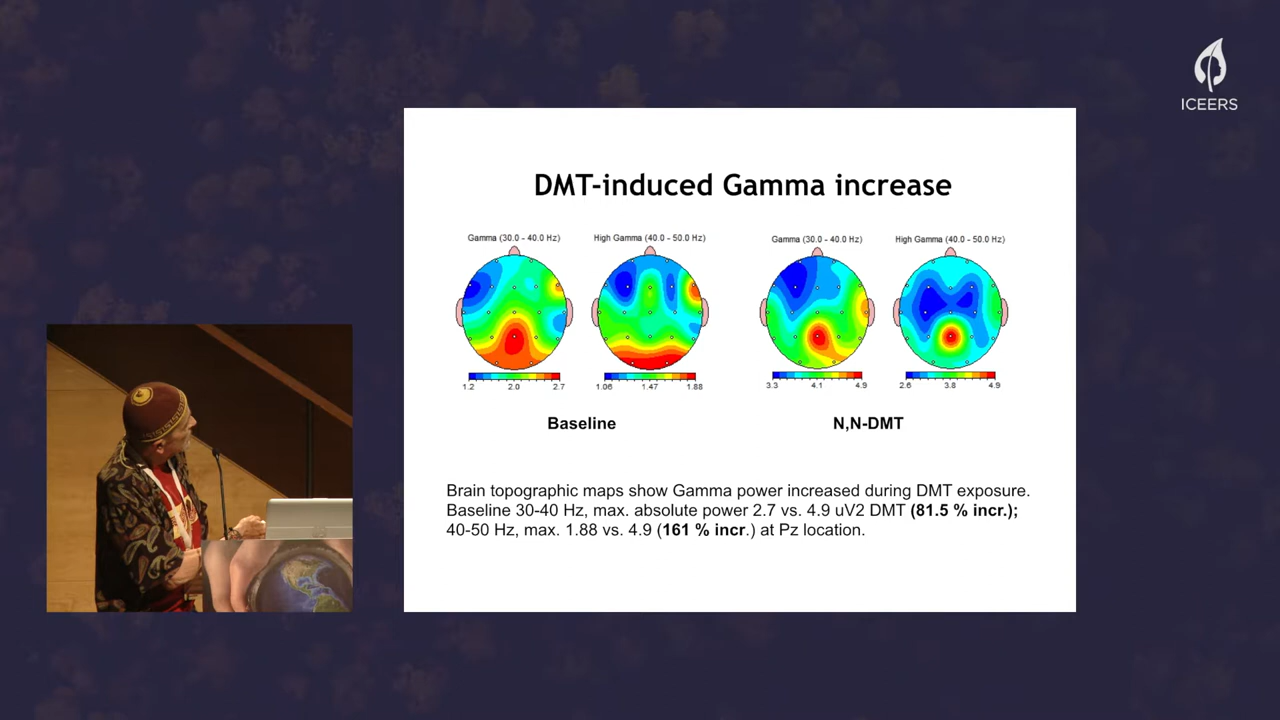 ICEERS
DMT-induced Gamma increase
Gamma (30.0 - 40.0 Hz)
High Gamma (40.0 - 50.0 Hz)
Gamma (30.0 - 40.0 Hz)
High Gamma (40.0 - 50.0 Hz)
1.2 2.0 2.7
1.06 1.47 1.88
3.3 4.1 4.9
2.6 3.8 4.9
Baseline
N,N-DMT
Brain topographic maps show Gamma power increased during DMT exposure.
Baseline 30-40 Hz, max. absolute power 2.7 vs. 4.9 uV2 DMT (81.5 % incr.);
40-50 Hz, max. 1.88 vs. 4.9 (161 % incr.) at Pz location.